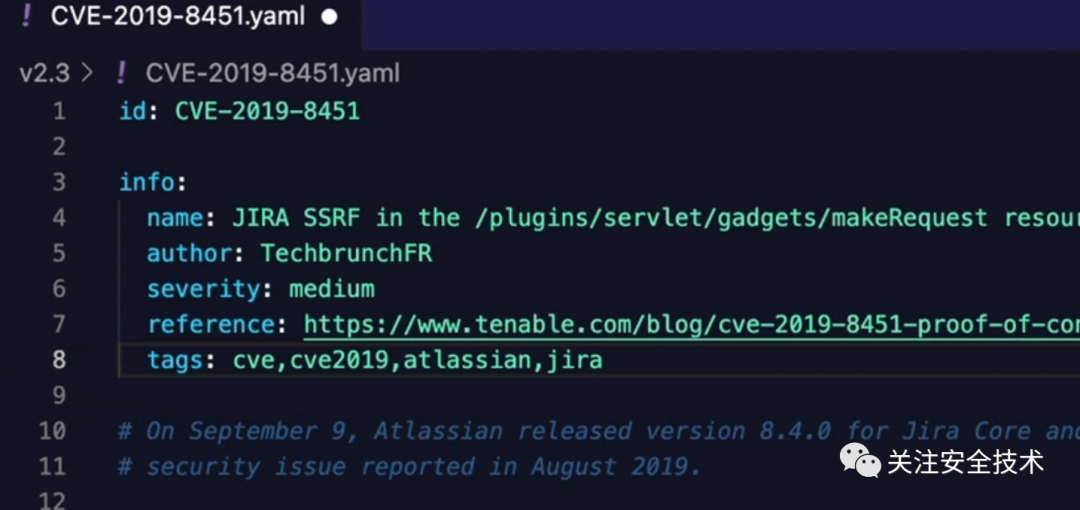 ! CVE-2019-8451.yaml ●
v2.3 > ! CVE-2019-8451.yaml
1 id: CVE-2019-8451
2
3 info:
4 name: JIRA SSRF in the /plugins/servlet/gadgets/makeRequest
5 author: TechbrunchFR
6 severity: medium
7 reference: https://www.tenable.com/blog/cve-2019-8451-proof-of-
8 tags: cve,cve2019,atlassian,jira
9
10 # On September 9, Atlassian released version 8.4.0 for Jira Core
11 # security issue reported in August 2019.
12
关注安全技术